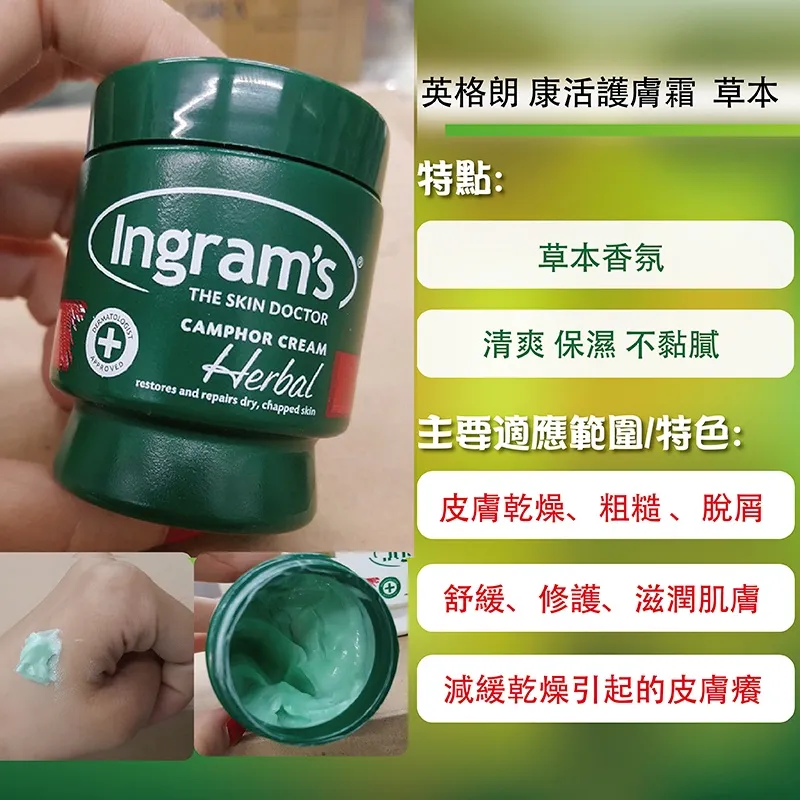 Ingram's®
THE SKIN DOCTOR
CAMPHOR CREAM
Herbal
restores and repairs dry, chapped skin
DERMATOLOGIST
APPROVED
英格朗 康活護膚霜 草本
特點:
草本香氛
清爽 保濕 不黏膩
主要適應範圍/特色:
皮膚乾燥、粗糙、脫屑
舒緩、修護、滋潤肌膚
減緩乾燥引起的皮膚癢